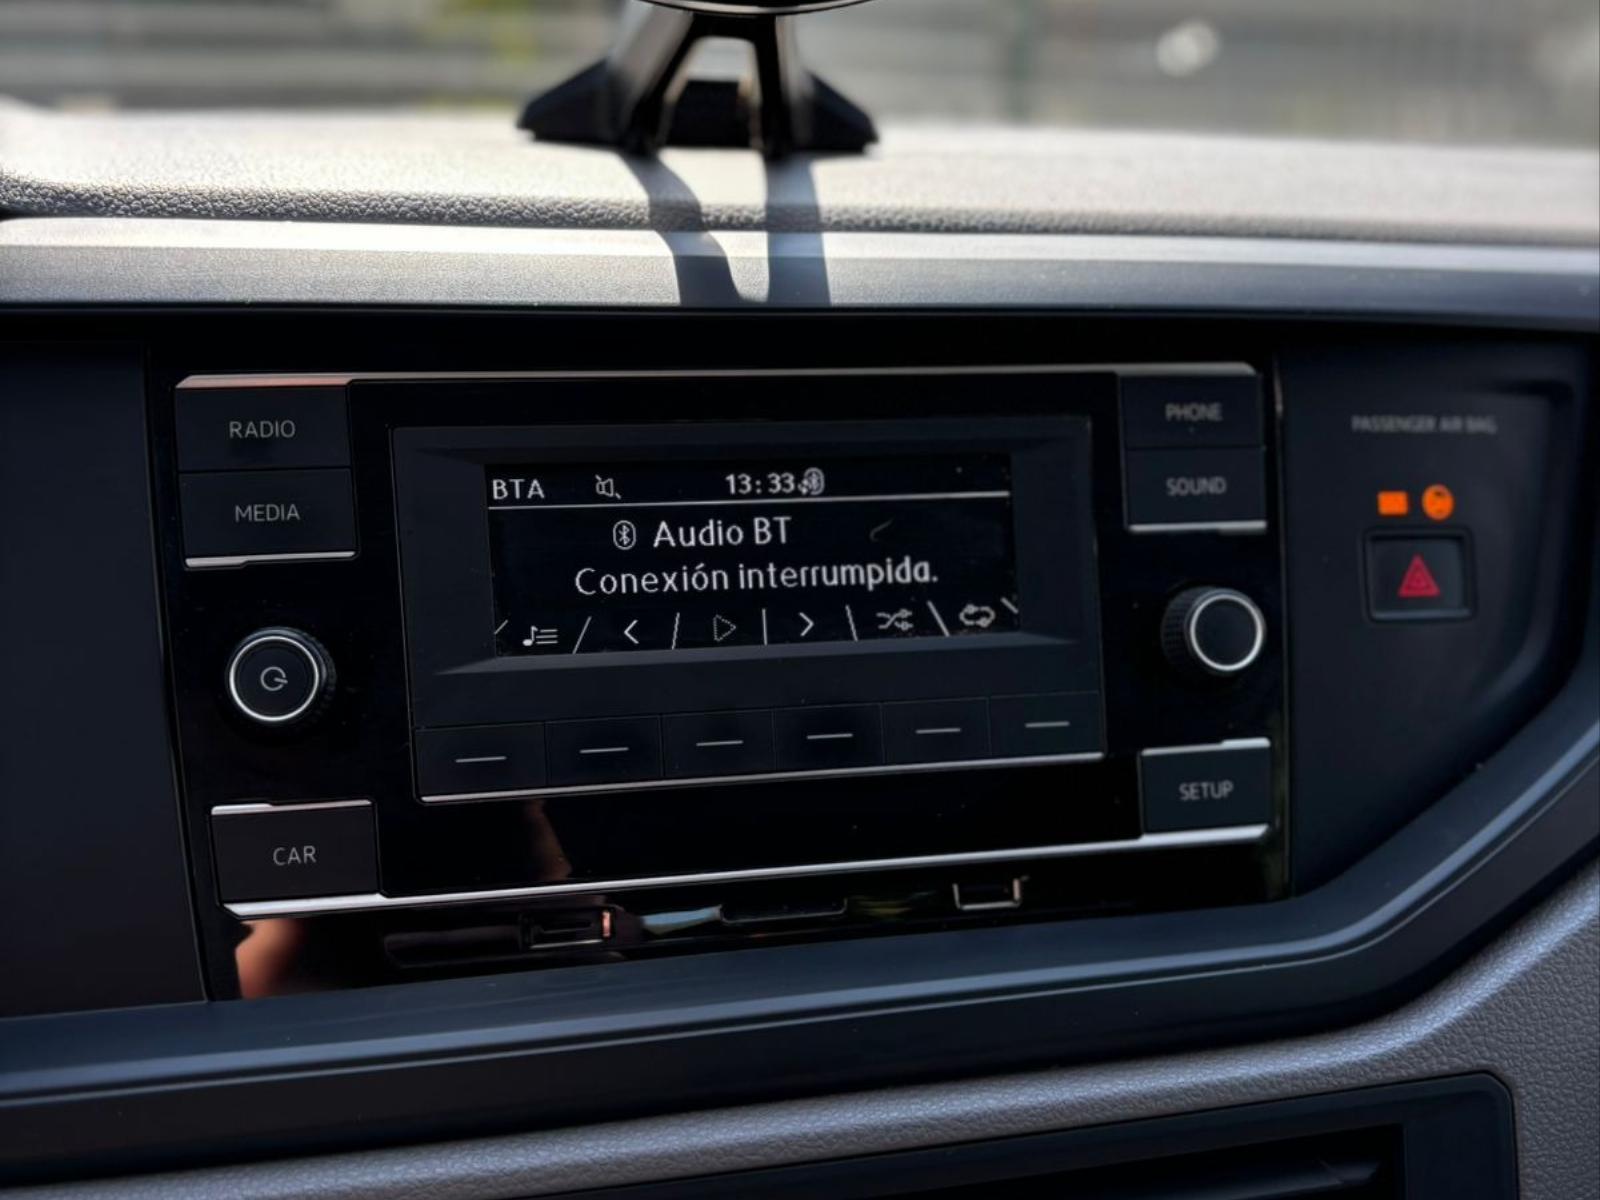 RADIO
MEDIA
BTA 13:33
Audio BT
Conexión interrumpida.
PHONE
SOUND
PASSENGER AIR BAG
CAR
SETUP